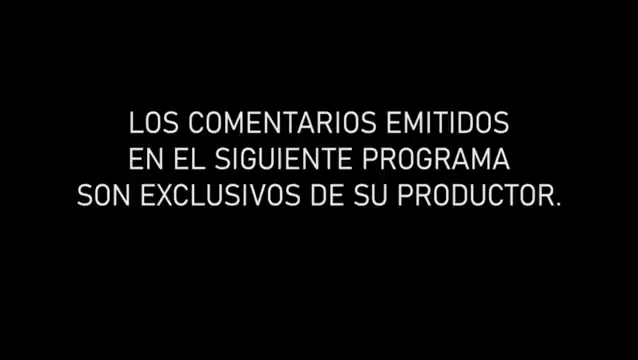 LOS COMENTARIOS EMITIDOS
EN EL SIGUIENTE PROGRAMA
SON EXCLUSIVOS DE SU PRODUCTOR.